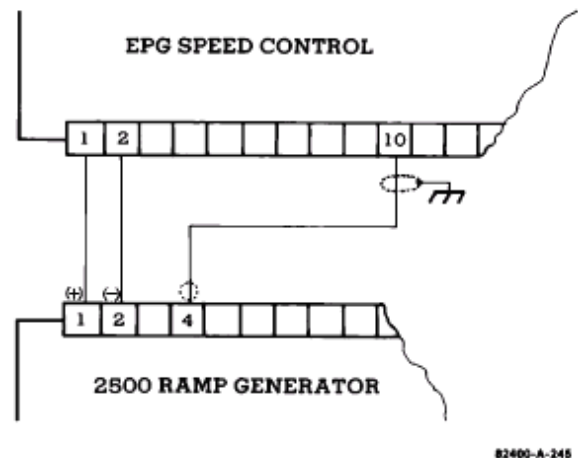 EPG SPEED CONTROL
1 2 10
(+) (−)
1 2 4
2500 RAMP GENERATOR
82400-A-245